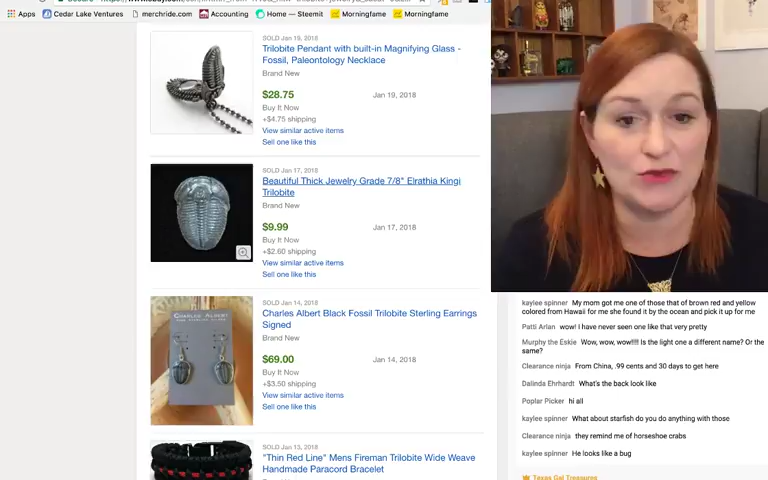 Apps Cedar Lake Ventures merchride.com Accounting Home — Steemit Morningfame Morningfame
SOLD Jan 19, 2018
Trilobite Pendant with built-in Magnifying Glass -
Fossil, Paleontology Necklace
Brand New
$28.75 Jan 19, 2018
Buy It Now
+$4.75 shipping
View similar active items
Sell one like this
SOLD Jan 17, 2018
Beautiful Thick Jewelry Grade 7/8" Elrathia Kingi
Trilobite
Brand New
$9.99 Jan 17, 2018
Buy It Now
+$2.60 shipping
View similar active items
Sell one like this
SOLD Jan 14, 2018
Charles Albert Black Fossil Trilobite Sterling Earrings
Signed
Brand New
$69.00 Jan 14, 2018
Buy It Now
+$3.50 shipping
View similar active items
Sell one like this
CHARLES ALBERT
SOLD Jan 13, 2018
"Thin Red Line" Mens Fireman Trilobite Wide Weave
Handmade Paracord Bracelet
kaylee spinner My mom got me one of those that of brown red and yellow
colored from Hawaii for me she found it by the ocean and pick it up for me
Patti Arlan wow! I have never seen one like that very pretty
Murphy the Eskie Wow, wow, wow!!!! Is the light one a different name? Or the
same?
Clearance ninja From China, .99 cents and 30 days to get here
Dalinda Ehrhardt What's the back look like
Poplar Picker hi all
kaylee spinner What about starfish do you do anything with those
Clearance ninja they remind me of horseshoe crabs
kaylee spinner He looks like a bug
Texas Gal Treasures